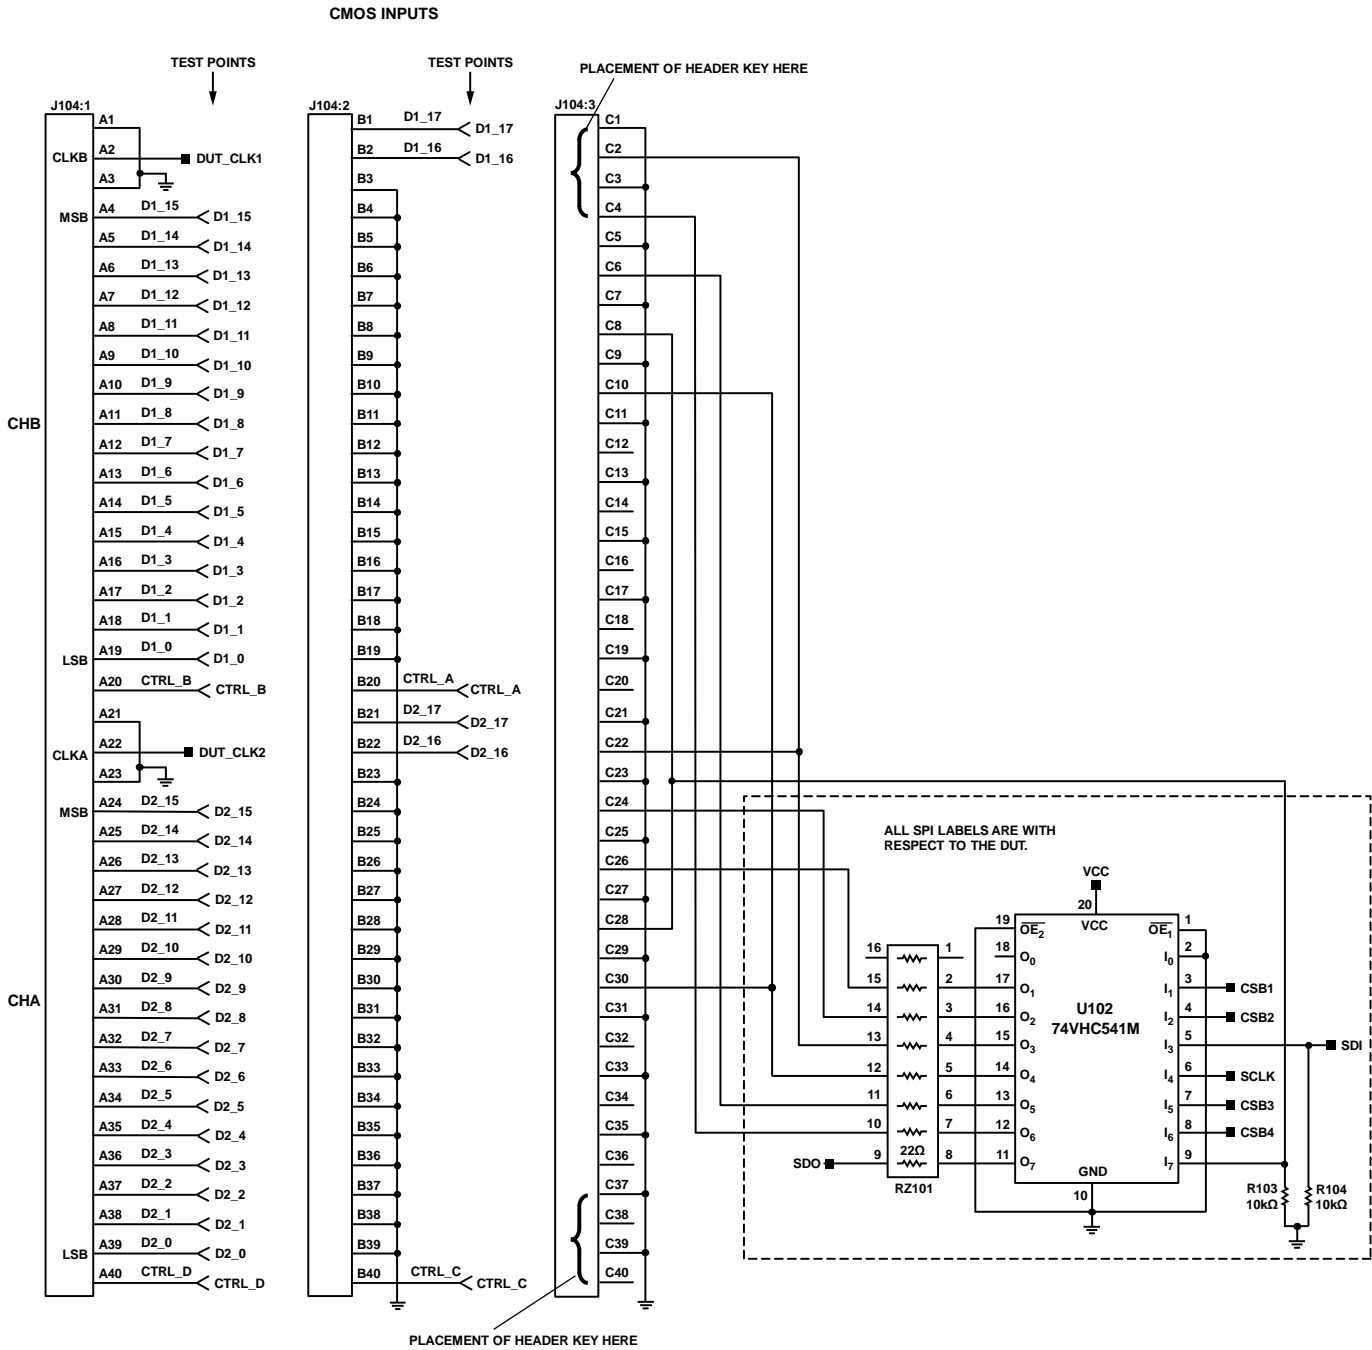 CMOS INPUTS
TEST POINTS
TEST POINTS
PLACEMENT OF HEADER KEY HERE
J104:1
J104:2
J104:3
A1
CLKB A2 DUT_CLK1
A3
MSB A4 D1_15 D1_15
A5 D1_14 D1_14
A6 D1_13 D1_13
A7 D1_12 D1_12
A8 D1_11 D1_11
A9 D1_10 D1_10
A10 D1_9 D1_9
CHB
A11 D1_8 D1_8
A12 D1_7 D1_7
A13 D1_6 D1_6
A14 D1_5 D1_5
A15 D1_4 D1_4
A16 D1_3 D1_3
A17 D1_2 D1_2
A18 D1_1 D1_1
LSB A19 D1_0 D1_0
A20 CTRL_B CTRL_B
A21
CLKA A22 DUT_CLK2
A23
MSB A24 D2_15 D2_15
A25 D2_14 D2_14
A26 D2_13 D2_13
A27 D2_12 D2_12
A28 D2_11 D2_11
A29 D2_10 D2_10
A30 D2_9 D2_9
CHA
A31 D2_8 D2_8
A32 D2_7 D2_7
A33 D2_6 D2_6
A34 D2_5 D2_5
A35 D2_4 D2_4
A36 D2_3 D2_3
A37 D2_2 D2_2
A38 D2_1 D2_1
LSB A39 D2_0 D2_0
A40 CTRL_D CTRL_D
B1 D1_17 D1_17
B2 D1_16 D1_16
B3
B4
B5
B6
B7
B8
B9
B10
B11
B12
B13
B14
B15
B16
B17
B18
B19
B20 CTRL_A CTRL_A
B21 D2_17 D2_17
B22 D2_16 D2_16
B23
B24
B25
B26
B27
B28
B29
B30
B31
B32
B33
B34
B35
B36
B37
B38
B39
B40 CTRL_C CTRL_C
C1
C2
C3
C4
C5
C6
C7
C8
C9
C10
C11
C12
C13
C14
C15
C16
C17
C18
C19
C20
C21
C22
C23
C24
C25
C26
C27
C28
C29
C30
C31
C32
C33
C34
C35
C36
C37
C38
C39
C40
PLACEMENT OF HEADER KEY HERE
ALL SPI LABELS ARE WITH
RESPECT TO THE DUT.
VCC
20
VCC
19 OE2 OE1 1
16 1 18 O0 I0 2
15 2 17 O1 I1 3 CSB1
14 3 16 O2 I2 4 CSB2
U102
74VHC541M
13 4 15 O3 I3 5 SDI
12 5 14 O4 I4 6 SCLK
11 6 13 O5 I5 7 CSB3
10 7 12 O6 I6 8 CSB4
22Ω
SDO 9 8 11 O7 I7 9
GND
10
RZ101
R103
10kΩ
R104
10kΩ